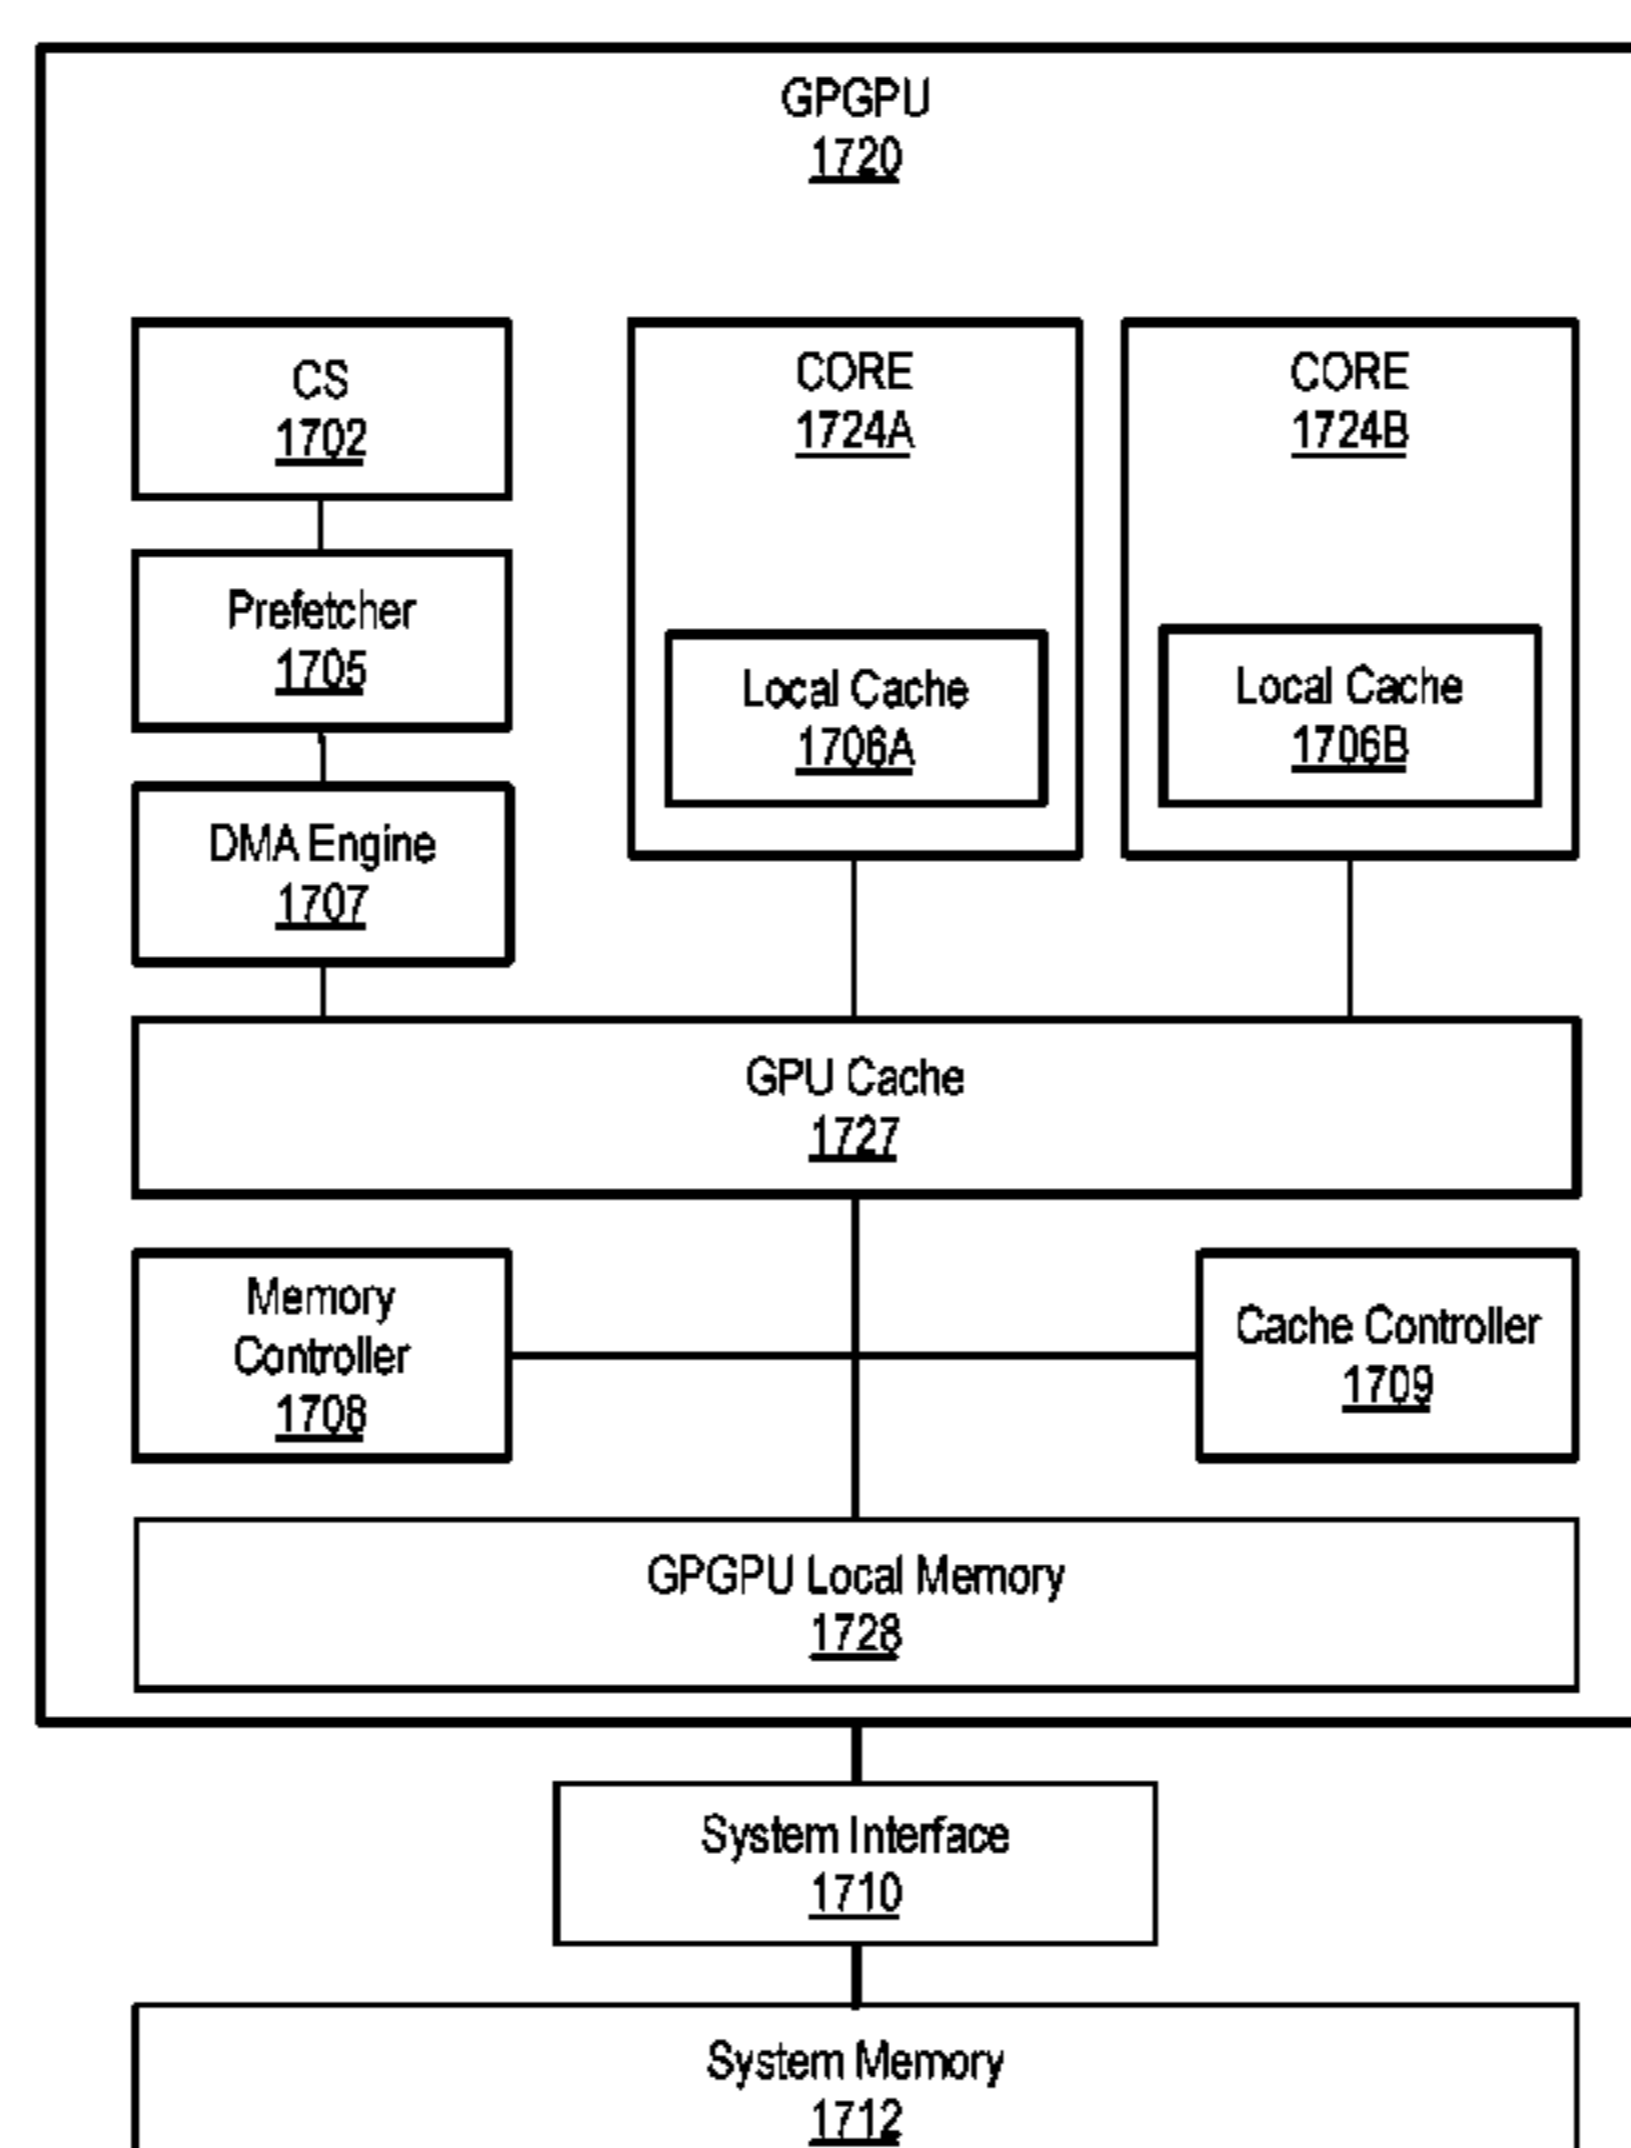 GPGPU
1720
CS
1702
Prefetcher
1705
DMA Engine
1707
CORE
1724A
Local Cache
1706A
CORE
1724B
Local Cache
1706B
GPU Cache
1727
Memory
Controller
1708
Cache Controller
1709
GPGPU Local Memory
1728
System Interface
1710
System Memory
1712